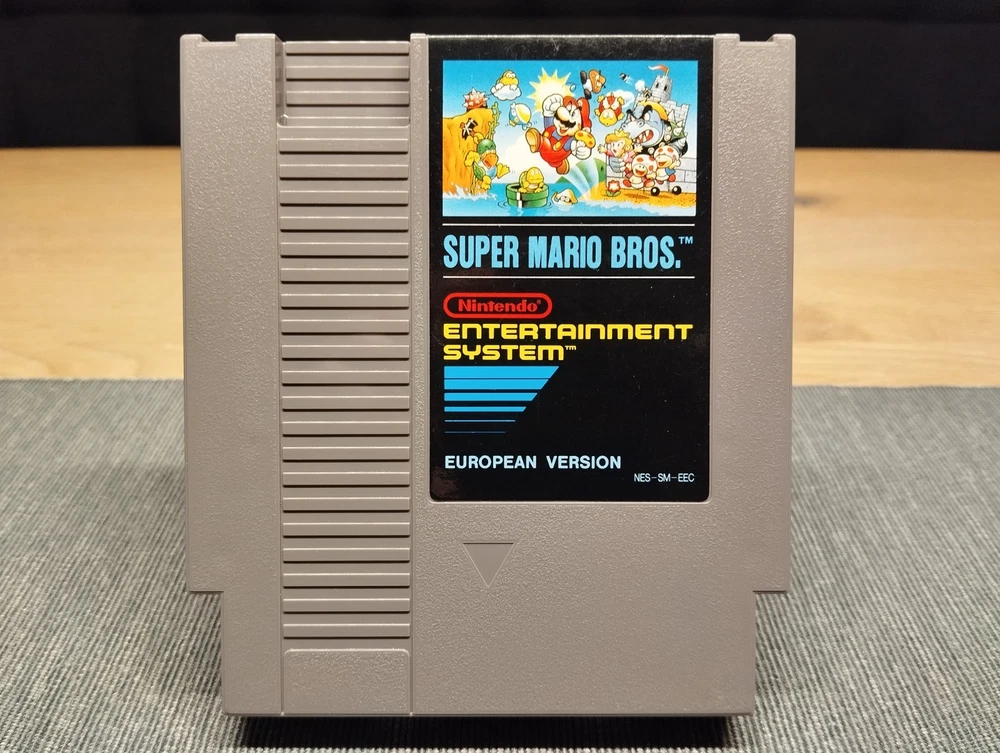 SUPER MARIO BROS.™
Nintendo®
ENTERTAINMENT
SYSTEM™
EUROPEAN VERSION
NES-SM-EEC